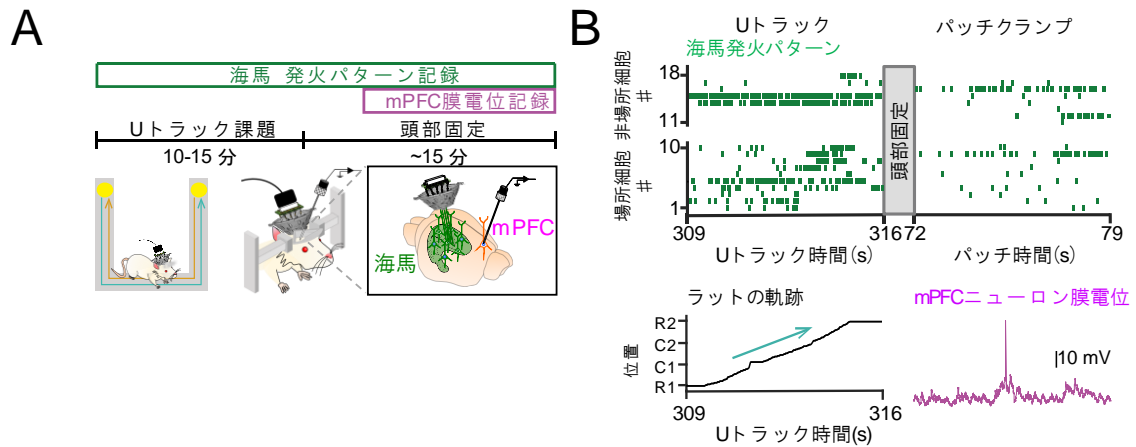 A
海馬 発火パターン記録
mPFC膜電位記録
Uトラック課題
頭部固定
10-15 分
~15 分
mPFC
海馬
B
Uトラック
パッチクランプ
海馬発火パターン
非場所細胞
#
18
11
場所細胞
#
10
1
頭部固定
309
316
72
79
Uトラック時間(s)
パッチ時間(s)
ラットの軌跡
mPFCニューロン膜電位
位置
R2
C2
C1
R1
10 mV
309
316
Uトラック時間(s)